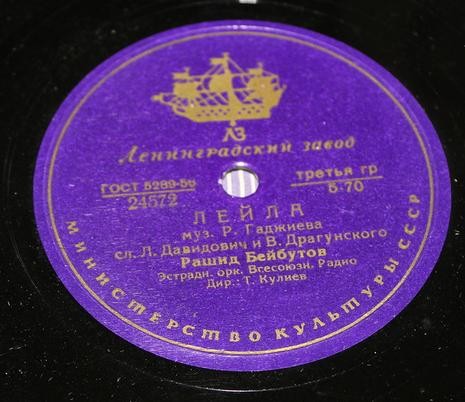 ЛЗ
Ленинградский завод
ГОСТ 5289-56
24572
третья гр
5-70
ЛЕЙЛА
муз. Р. Гаджиева
сл. Л. Давидович и В. Драгунского
Рашид Бейбутов
Эстрадн. орк. Всесоюзн. Радио
Дир.: Т. Кулиев
МИНИСТЕРСТВО КУЛЬТУРЫ СССР